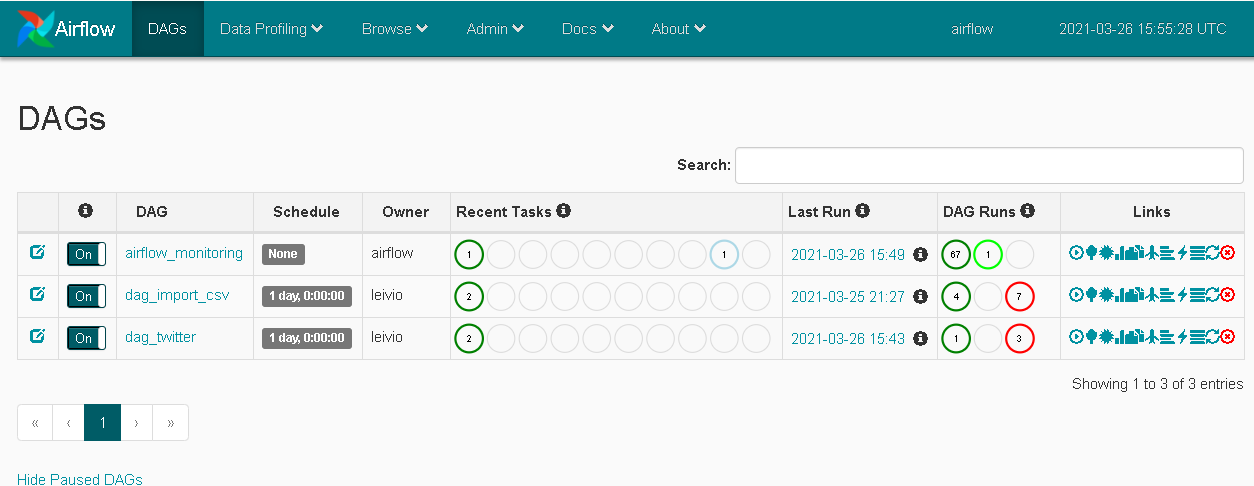 Airflow DAGs Data Profiling Browse Admin Docs About airflow 2021-03-26 15:55:28 UTC
DAGs
Search:
DAG Schedule Owner Recent Tasks Last Run DAG Runs Links
On airflow_monitoring None airflow 1 1 2021-03-26 15:49 67 1
On dag_import_csv 1 day, 0:00:00 leivio 2 2021-03-25 21:27 4 7
On dag_twitter 1 day, 0:00:00 leivio 2 2021-03-26 15:43 1 3
Showing 1 to 3 of 3 entries
« ‹ 1 › »
Hide Paused DAGs